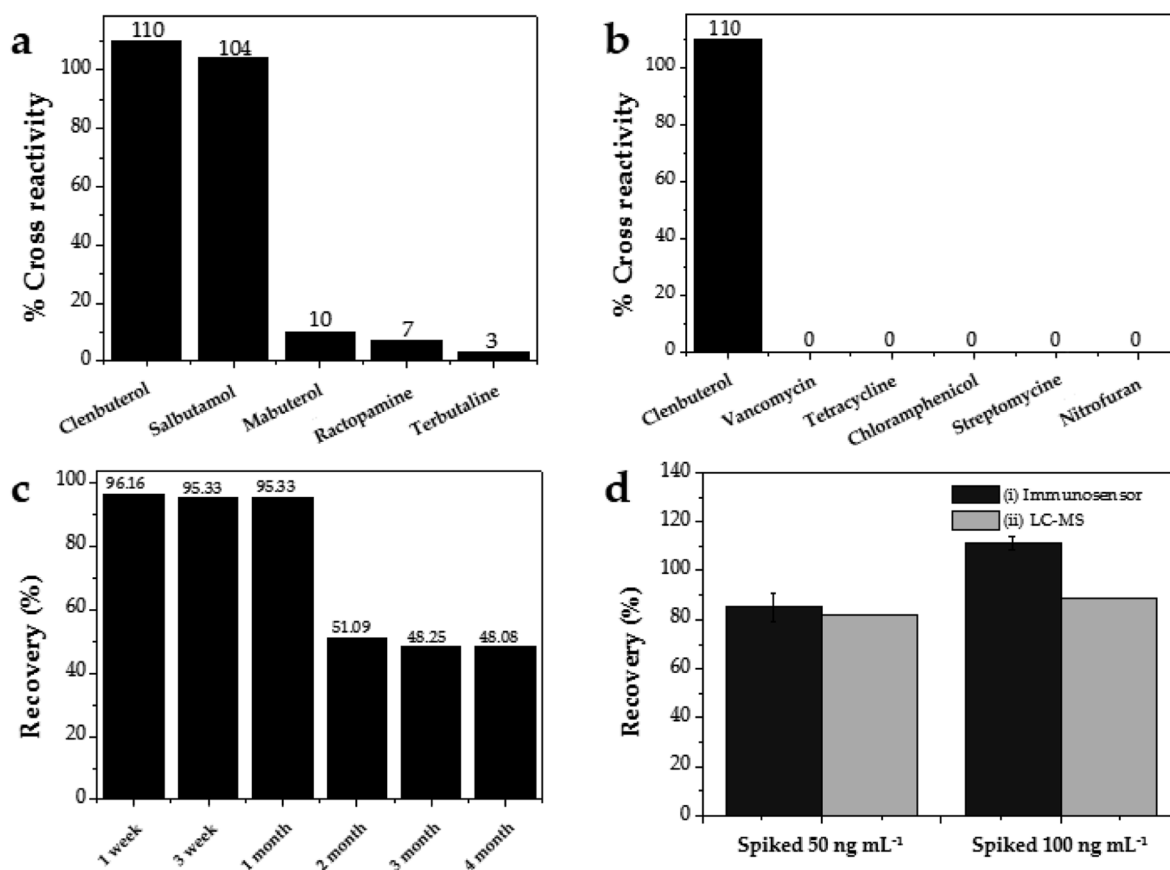 a
% Cross reactivity
100
80
60
40
20
0
110
104
10
7
3
Clenbuterol
Salbutamol
Mabuterol
Ractopamine
Terbutaline
b
% Cross reactivity
100
80
60
40
20
0
110
0
0
0
0
0
Clenbuterol
Vancomycin
Tetracycline
Chloramphenicol
Streptomycine
Nitrofuran
c
Recovery (%)
100
80
60
40
20
0
96.16
95.33
95.33
51.09
48.25
48.08
1 week
3 week
1 month
2 month
3 month
4 month
d
Recovery (%)
140
120
100
80
60
40
20
0
(i) Immunosensor
(ii) LC-MS
Spiked 50 ng mL⁻¹
Spiked 100 ng mL⁻¹